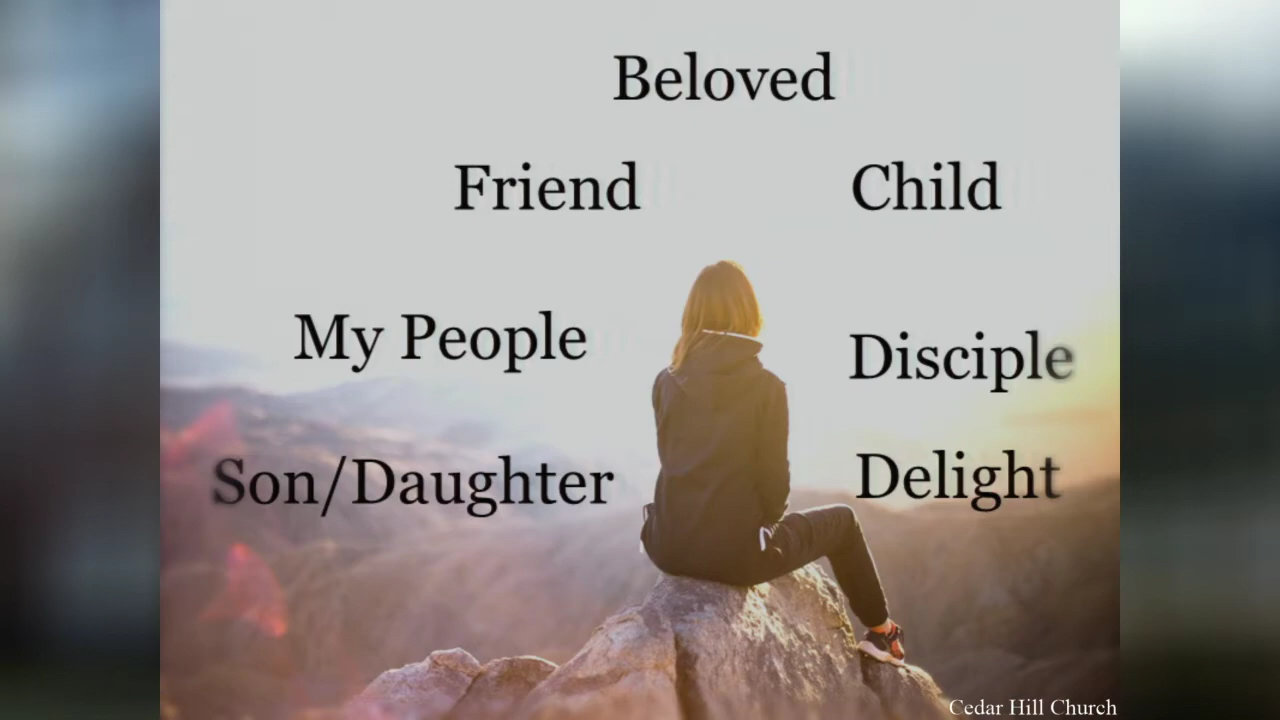 Beloved
Friend
Child
My People
Disciple
Son/Daughter
Delight
Cedar Hill Church